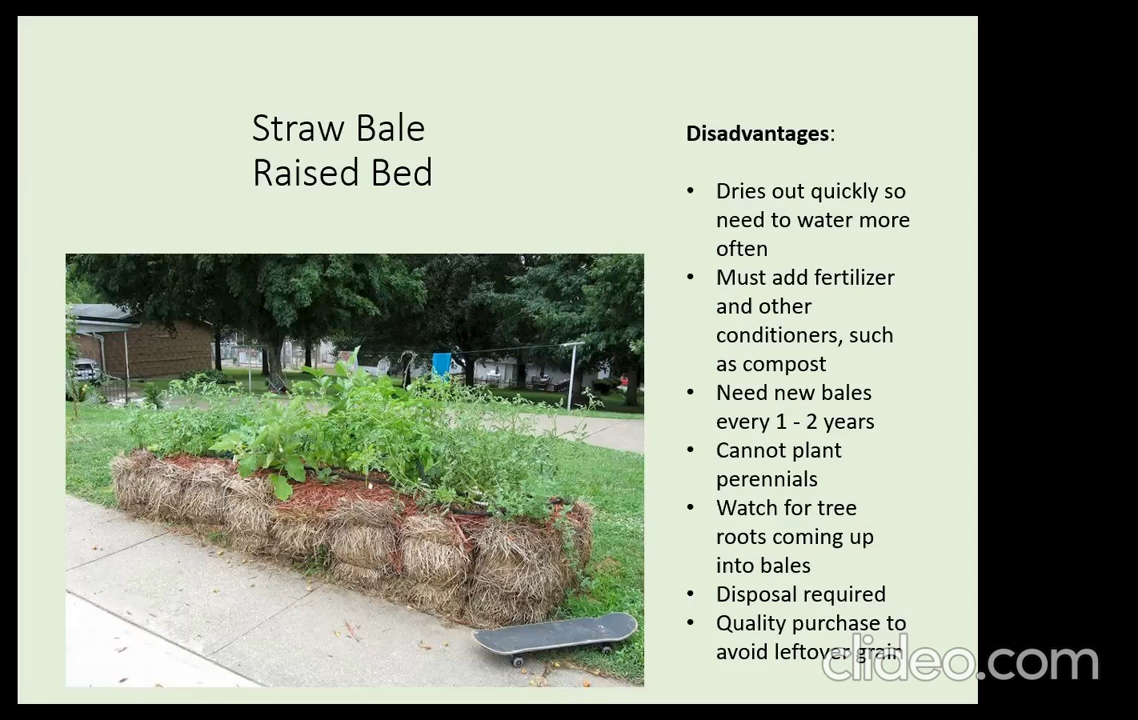 Straw Bale
Raised Bed
Disadvantages:
• Dries out quickly so
need to water more
often
• Must add fertilizer
and other
conditioners, such
as compost
• Need new bales
every 1 - 2 years
• Cannot plant
perennials
• Watch for tree
roots coming up
into bales
• Disposal required
• Quality purchase to
avoid leftover grain
clideo.com